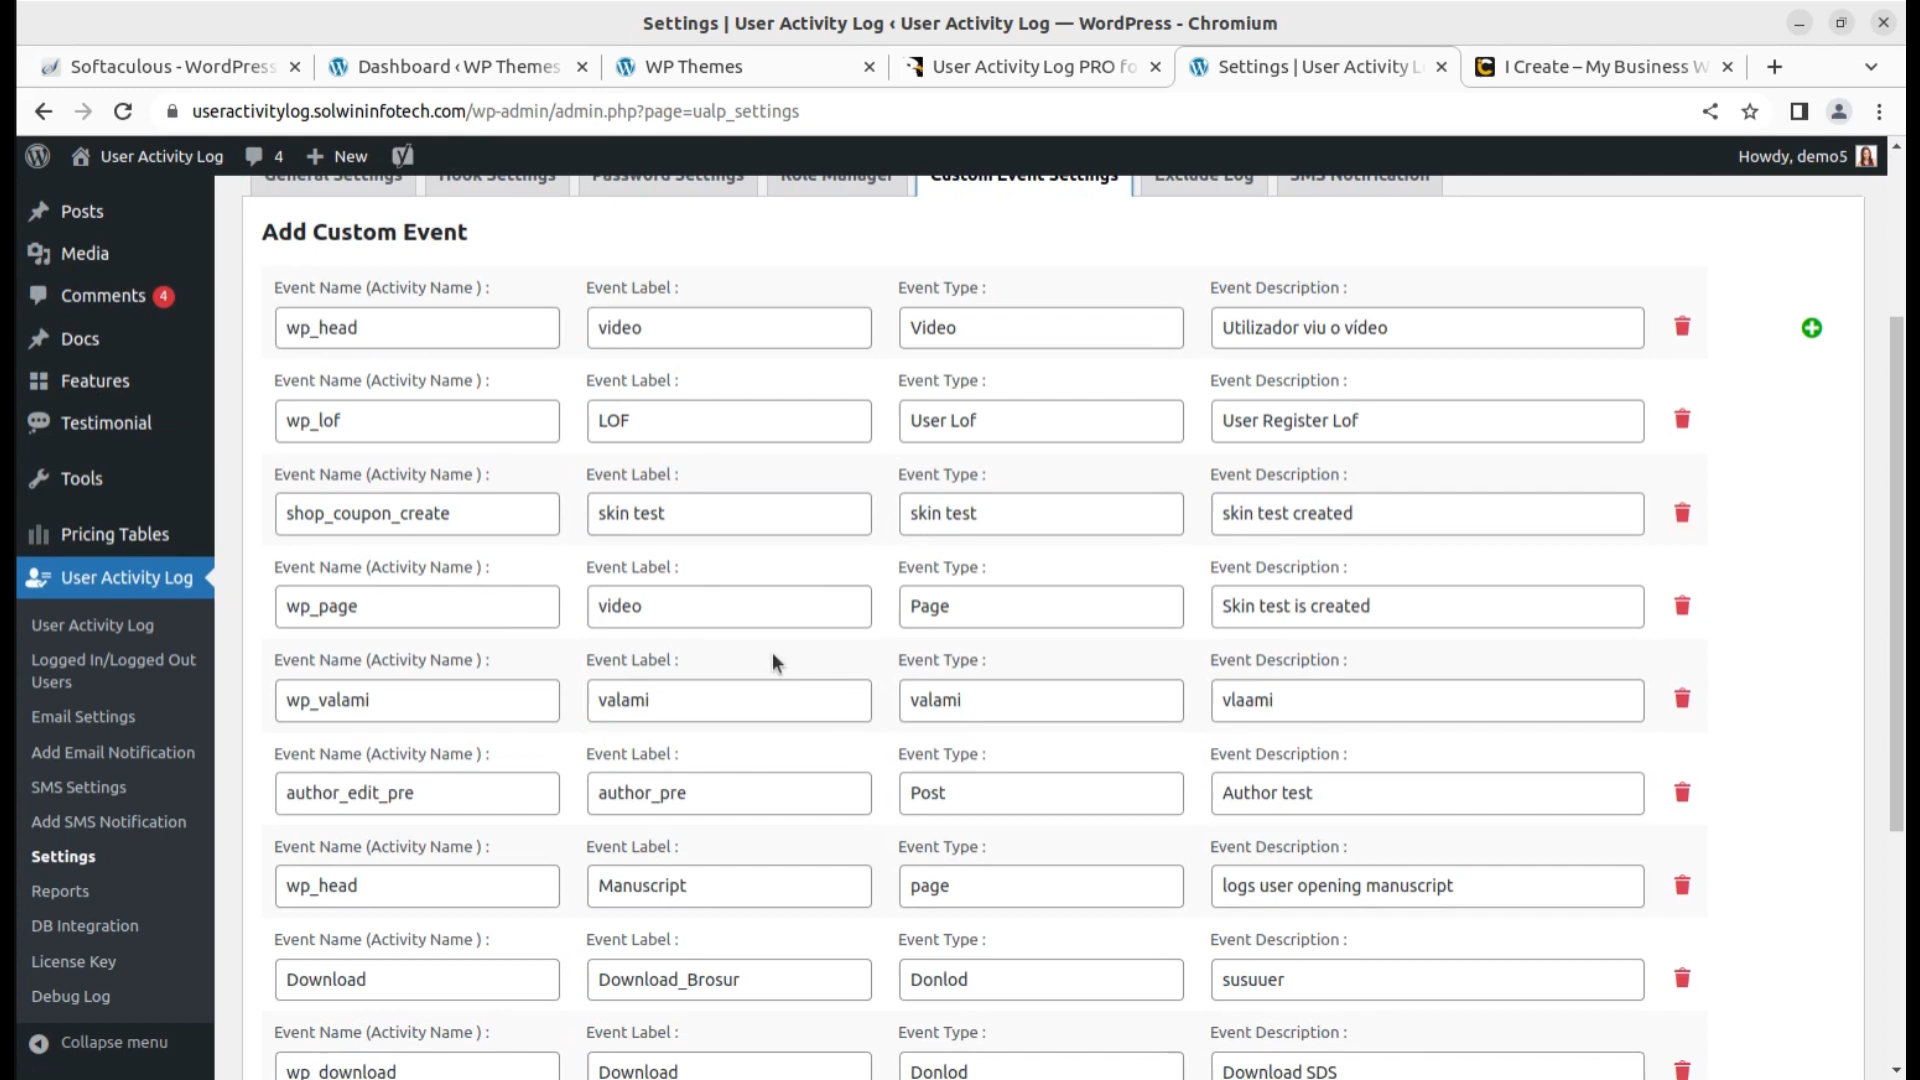 Settings | User Activity Log ‹ User Activity Log — WordPress - Chromium
Softaculous - WordPress
Dashboard ‹ WP Themes
WP Themes
User Activity Log PRO fo
Settings | User Activity L
I Create – My Business W
useractivitylog.solwininfotech.com/wp-admin/admin.php?page=ualp_settings
User Activity Log 4 New Howdy, demo5
General Settings Hook Settings Password Settings Role Manager Custom Event Settings Exclude Log SMS Notification
Posts
Media
Comments 4
Docs
Features
Testimonial
Tools
Pricing Tables
User Activity Log
User Activity Log
Logged In/Logged Out
Users
Email Settings
Add Email Notification
SMS Settings
Add SMS Notification
Settings
Reports
DB Integration
License Key
Debug Log
Collapse menu
Add Custom Event
Event Name (Activity Name ) : Event Label : Event Type : Event Description :
wp_head video Video Utilizador viu o vídeo
Event Name (Activity Name ) : Event Label : Event Type : Event Description :
wp_lof LOF User Lof User Register Lof
Event Name (Activity Name ) : Event Label : Event Type : Event Description :
shop_coupon_create skin test skin test skin test created
Event Name (Activity Name ) : Event Label : Event Type : Event Description :
wp_page video Page Skin test is created
Event Name (Activity Name ) : Event Label : Event Type : Event Description :
wp_valami valami valami vlaami
Event Name (Activity Name ) : Event Label : Event Type : Event Description :
author_edit_pre author_pre Post Author test
Event Name (Activity Name ) : Event Label : Event Type : Event Description :
wp_head Manuscript page logs user opening manuscript
Event Name (Activity Name ) : Event Label : Event Type : Event Description :
Download Download_Brosur Donlod susuuer
Event Name (Activity Name ) : Event Label : Event Type : Event Description :
wp_download Download Donlod Download SDS